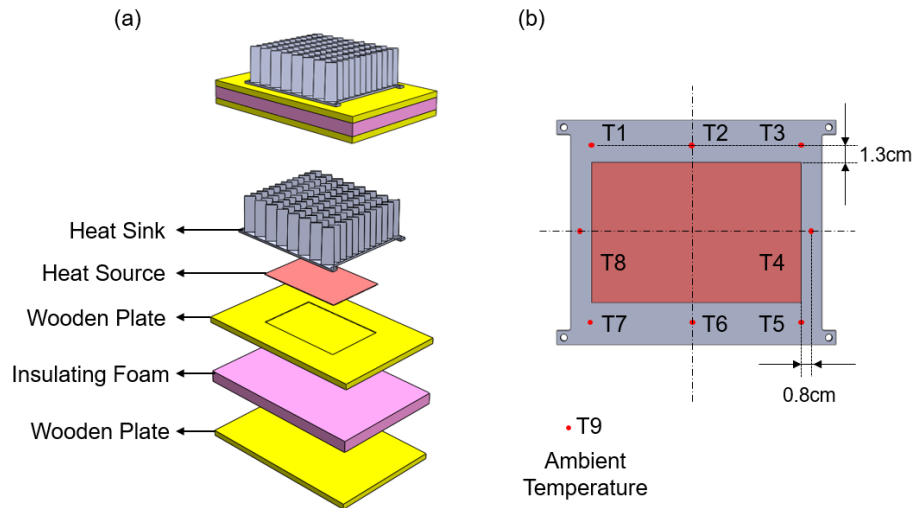 (a)
Heat Sink
Heat Source
Wooden Plate
Insulating Foam
Wooden Plate
(b)
T1 T2 T3
1.3cm
T8 T4
T7 T6 T5
0.8cm
T9
Ambient
Temperature